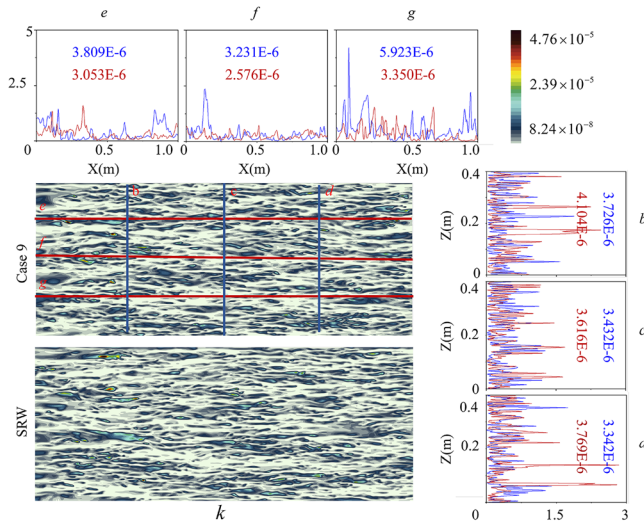 e f g
5
2.5
0
3.809E-6
3.053E-6
3.231E-6
2.576E-6
5.923E-6
3.350E-6
0 0.5 1.0 0 0.5 1.0 0 0.5 1.0
X(m) X(m) X(m)
4.76×10⁻⁵
2.39×10⁻⁵
8.24×10⁻⁸
Case 9
b c d
e
f
g
SRW
k
Z(m)
0.4
0.2
0
3.726E-6
4.104E-6
b
Z(m)
0.4
0.2
0
3.432E-6
3.616E-6
c
Z(m)
0.4
0.2
3.342E-6
3.769E-6
0 1.5 3